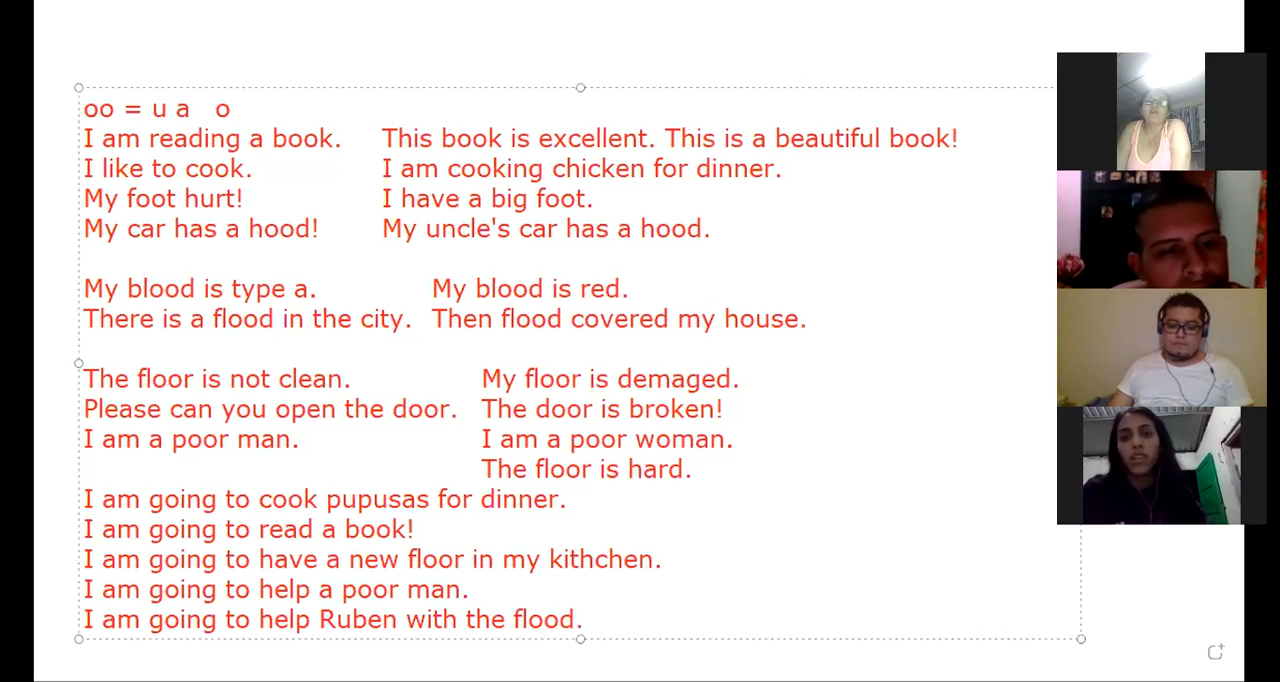 oo = u a o
I am reading a book. This book is excellent. This is a beautiful book!
I like to cook. I am cooking chicken for dinner.
My foot hurt! I have a big foot.
My car has a hood! My uncle's car has a hood.
My blood is type a. My blood is red.
There is a flood in the city. Then flood covered my house.
The floor is not clean. My floor is demaged.
Please can you open the door. The door is broken!
I am a poor man. I am a poor woman.
The floor is hard.
I am going to cook pupusas for dinner.
I am going to read a book!
I am going to have a new floor in my kithchen.
I am going to help a poor man.
I am going to help Ruben with the flood.